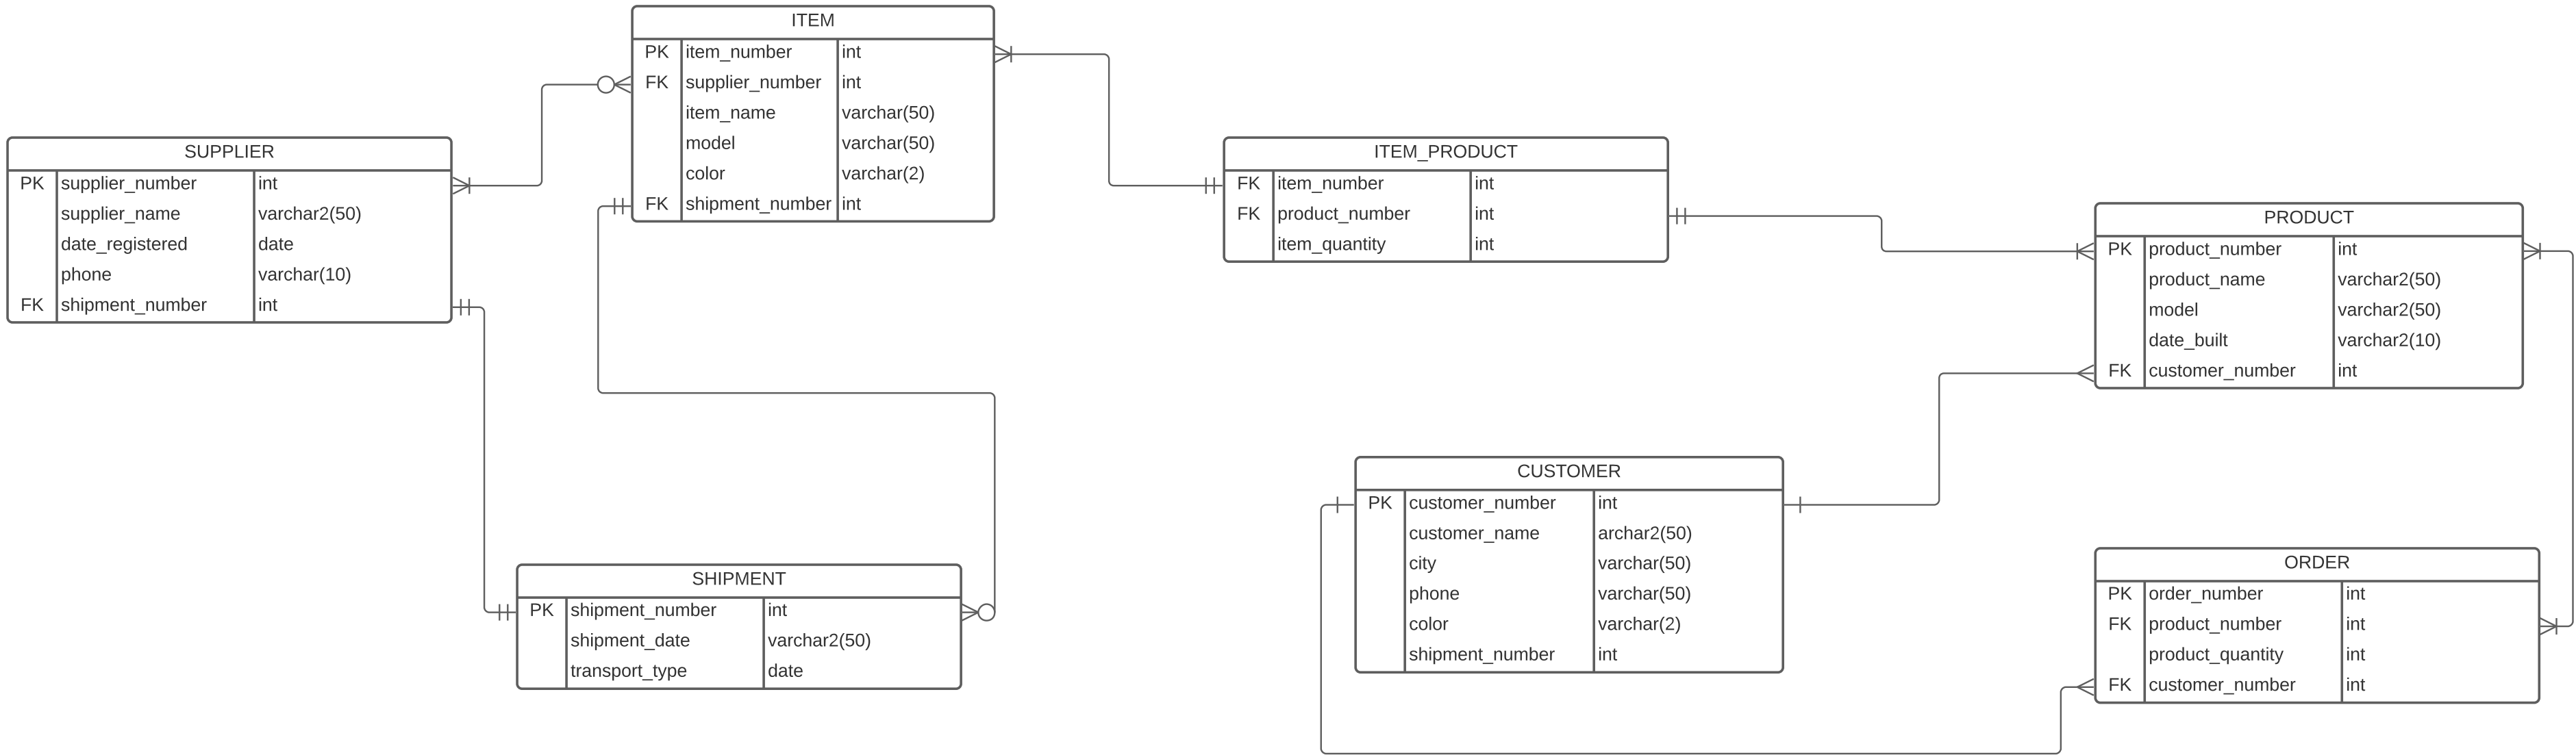 ITEM
PK item_number int
FK supplier_number int
item_name varchar(50)
model varchar(50)
color varchar(2)
FK shipment_number int
SUPPLIER
PK supplier_number int
supplier_name varchar2(50)
date_registered date
phone varchar(10)
FK shipment_number int
ITEM_PRODUCT
FK item_number int
FK product_number int
item_quantity int
PRODUCT
PK product_number int
product_name varchar2(50)
model varchar2(50)
date_built varchar2(10)
FK customer_number int
CUSTOMER
PK customer_number int
customer_name archar2(50)
city varchar(50)
phone varchar(50)
color varchar(2)
shipment_number int
SHIPMENT
PK shipment_number int
shipment_date varchar2(50)
transport_type date
ORDER
PK order_number int
FK product_number int
product_quantity int
FK customer_number int